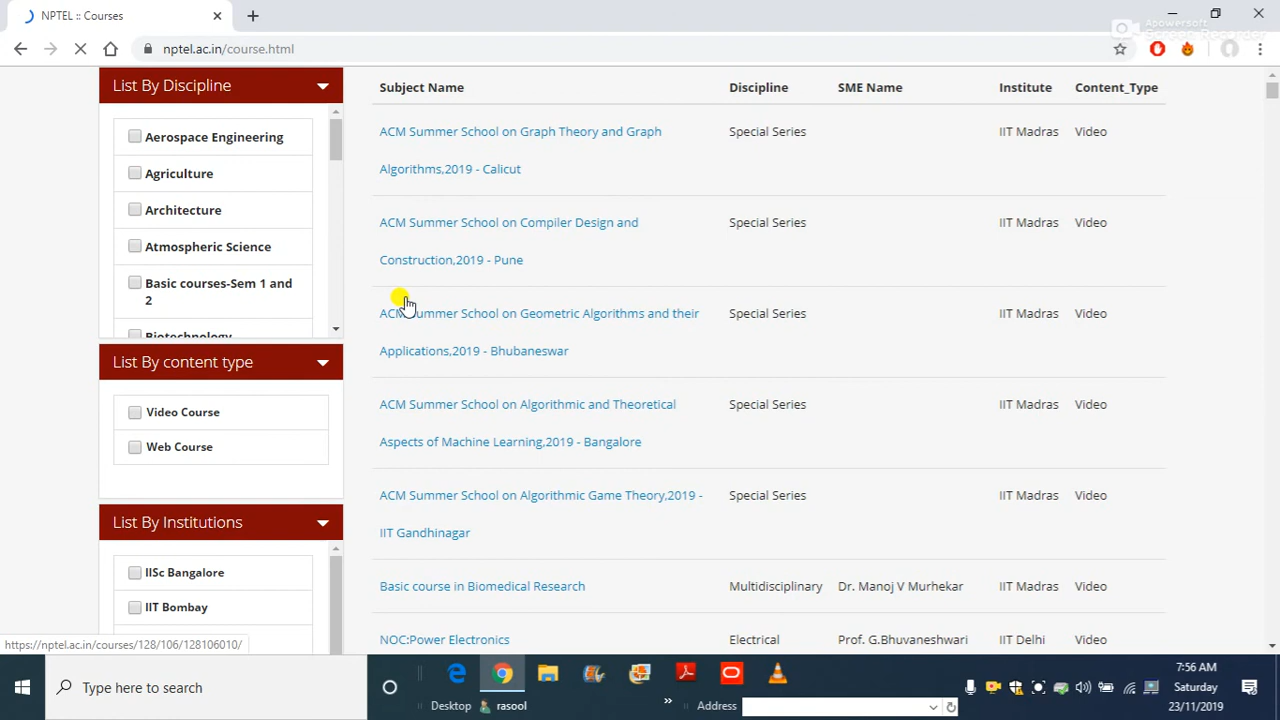 NPTEL :: Courses
Apowersoft
Screen Recorder
nptel.ac.in/course.html
List By Discipline
Aerospace Engineering
Agriculture
Architecture
Atmospheric Science
Basic courses-Sem 1 and
2
Biotechnology
List By content type
Video Course
Web Course
List By Institutions
IISc Bangalore
IIT Bombay
Subject Name Discipline SME Name Institute Content_Type
ACM Summer School on Graph Theory and Graph Special Series IIT Madras Video
Algorithms,2019 - Calicut
ACM Summer School on Compiler Design and Special Series IIT Madras Video
Construction,2019 - Pune
ACM Summer School on Geometric Algorithms and their Special Series IIT Madras Video
Applications,2019 - Bhubaneswar
ACM Summer School on Algorithmic and Theoretical Special Series IIT Madras Video
Aspects of Machine Learning,2019 - Bangalore
ACM Summer School on Algorithmic Game Theory,2019 - Special Series IIT Madras Video
IIT Gandhinagar
Basic course in Biomedical Research Multidisciplinary Dr. Manoj V Murhekar IIT Madras Video
NOC:Power Electronics Electrical Prof. G.Bhuvaneshwari IIT Delhi Video
https://nptel.ac.in/courses/128/106/128106010/
Type here to search
Desktop rasool » Address
7:56 AM
Saturday
23/11/2019